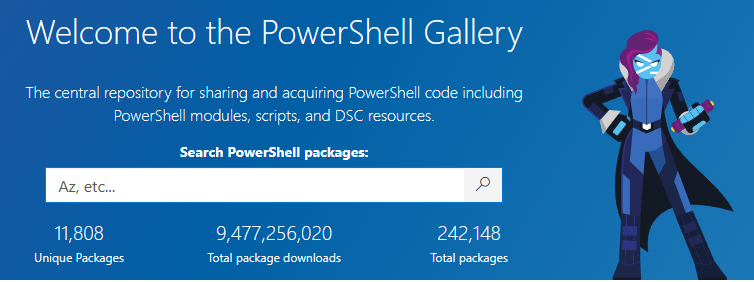 Welcome to the PowerShell Gallery
The central repository for sharing and acquiring PowerShell code including
PowerShell modules, scripts, and DSC resources.
Search PowerShell packages:
Az, etc...
11,808
Unique Packages
9,477,256,020
Total package downloads
242,148
Total packages